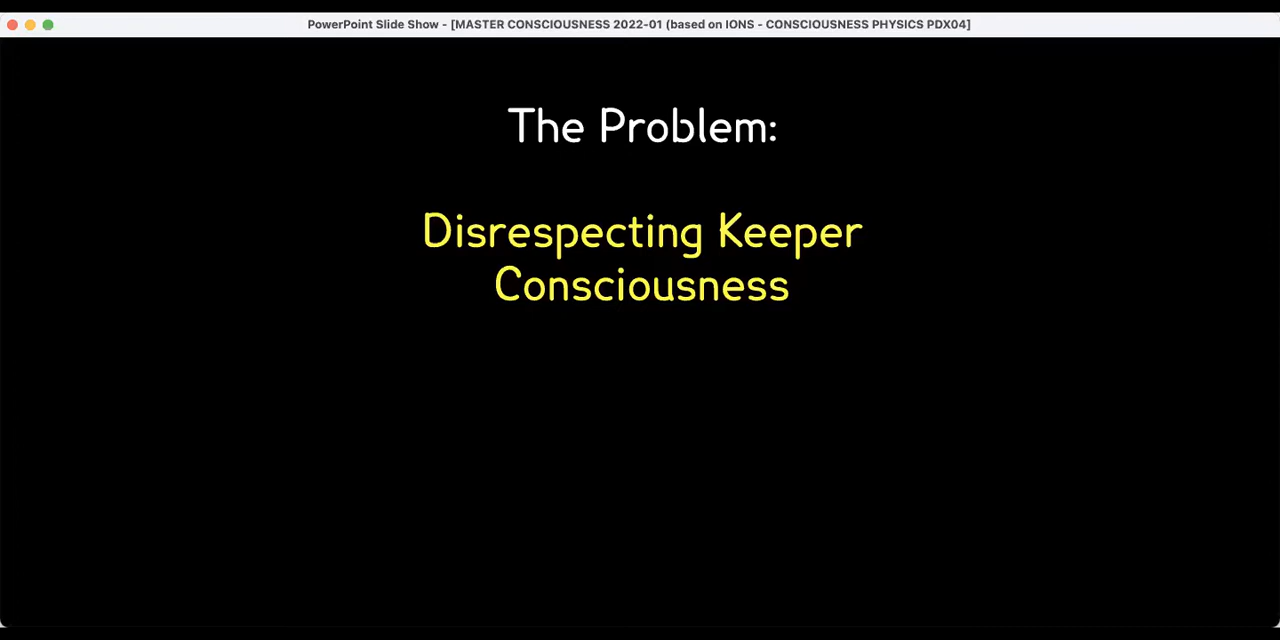 PowerPoint Slide Show - [MASTER CONSCIOUSNESS 2022-01 (based on IONS - CONSCIOUSNESS PHYSICS PDX04]
The Problem:
Disrespecting Keeper
Consciousness